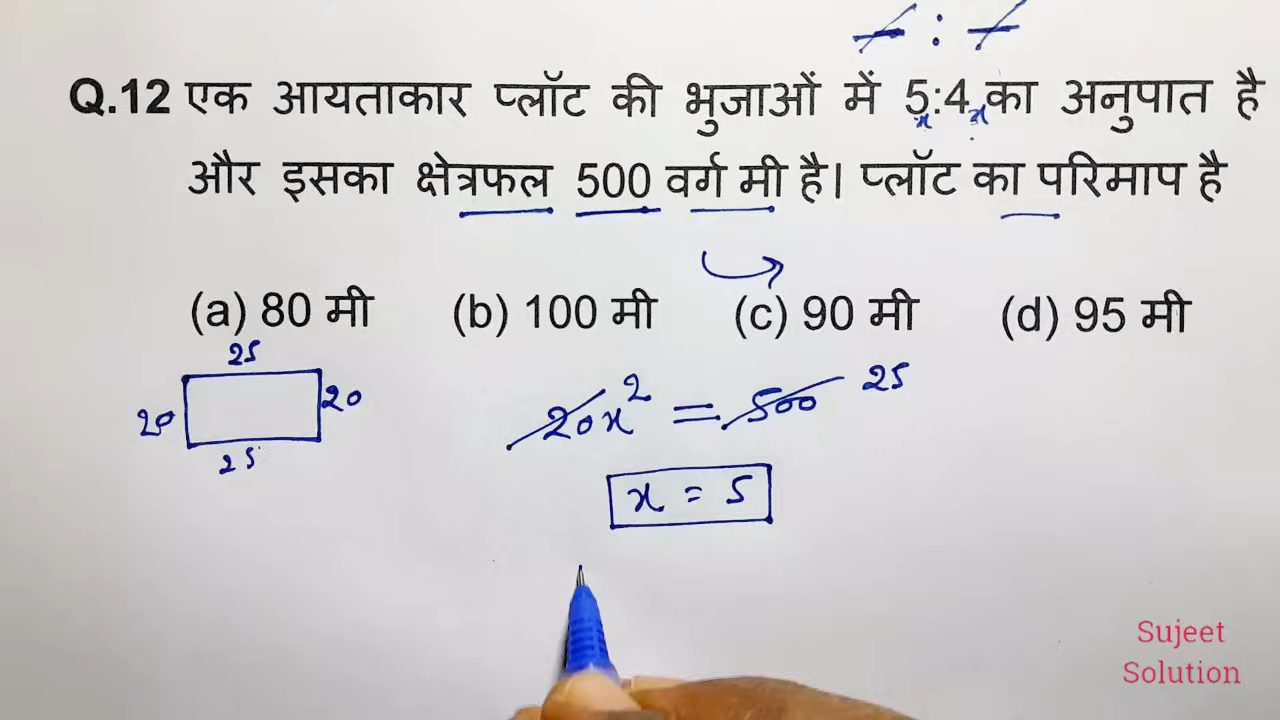 Q.12 एक आयताकार प्लॉट की भुजाओं में 5:4 का अनुपात है
x x
और इसका क्षेत्रफल 500 वर्ग मी है। प्लॉट का परिमाप है
(a) 80 मी (b) 100 मी (c) 90 मी (d) 95 मी
25
20 20
25
20x² = 500 25
x = 5
Sujeet
Solution